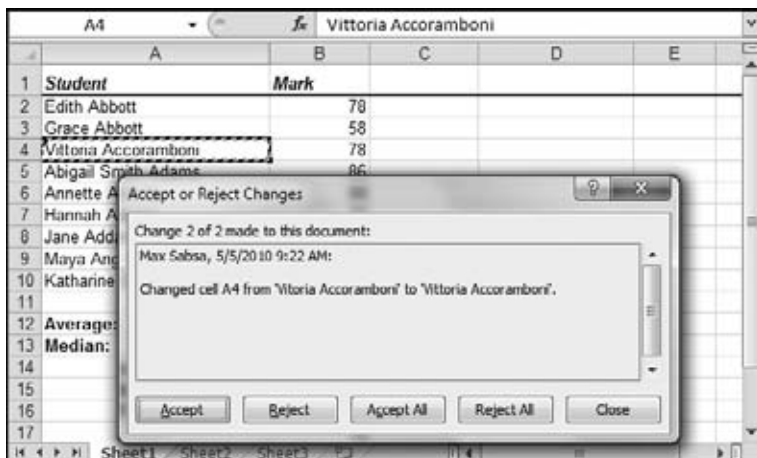 A4 fx Vittoria Accoramboni
A B C D E
1 Student Mark
2 Edith Abbott 78
3 Grace Abbott 58
4 Vittoria Accoramboni 78
5 Abigail Smith Adams 86
6 Annette A
7 Hannah A
8 Jane Adda
9 Maya Ang
10 Katharine
11
12 Average:
13 Median:
14
15
16
17
Accept or Reject Changes
Change 2 of 2 made to this document:
Max Sabsa, 5/5/2010 9:22 AM:
Changed cell A4 from 'Vitoria Accoramboni' to 'Vittoria Accoramboni'.
Accept Reject Accept All Reject All Close
Sheet1 Sheet2 Sheet3